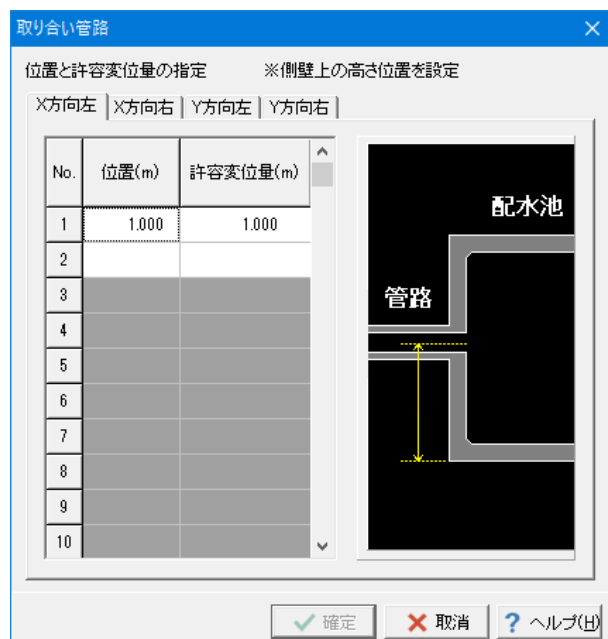 取り合い管路
位置と許容変位量の指定 ※側壁上の高さ位置を設定
X方向左 X方向右 Y方向左 Y方向右
No. 位置(m) 許容変位量(m)
1 1.000 1.000
2
3
4
5
6
7
8
9
10
配水池
管路
確定 取消 ? ヘルプ(H)